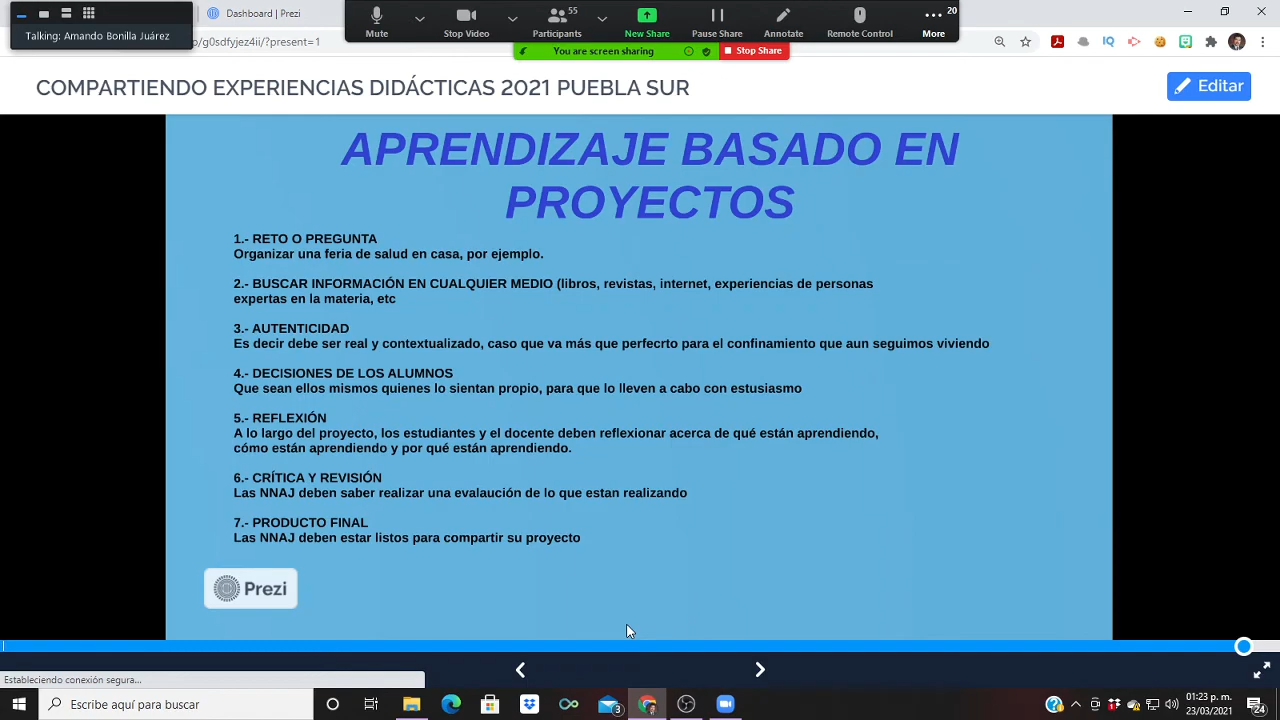 Dashboard | Prezi
Talking: Amando Bonilla Juárez
55
20
Mute
Stop Video
Participants
New Share
Pause Share
Annotate
Remote Control
More
You are screen sharing
Stop Share
/g0sdfyjez4ii/?present=1
COMPARTIENDO EXPERIENCIAS DIDÁCTICAS 2021 PUEBLA SUR
Editar
APRENDIZAJE BASADO EN
PROYECTOS
1.- RETO O PREGUNTA
Organizar una feria de salud en casa, por ejemplo.
2.- BUSCAR INFORMACIÓN EN CUALQUIER MEDIO (libros, revistas, internet, experiencias de personas
expertas en la materia, etc
3.- AUTENTICIDAD
Es decir debe ser real y contextualizado, caso que va más que perfecrto para el confinamiento que aun seguimos viviendo
4.- DECISIONES DE LOS ALUMNOS
Que sean ellos mismos quienes lo sientan propio, para que lo lleven a cabo con estusiasmo
5.- REFLEXIÓN
A lo largo del proyecto, los estudiantes y el docente deben reflexionar acerca de qué están aprendiendo,
cómo están aprendiendo y por qué están aprendiendo.
6.- CRÍTICA Y REVISIÓN
Las NNAJ deben saber realizar una evalaución de lo que estan realizando
7.- PRODUCTO FINAL
Las NNAJ deben estar listos para compartir su proyecto
Prezi
Estableciendo conexión segura...
Escribe aquí para buscar
3
01:23 p. m.
23/03/2021